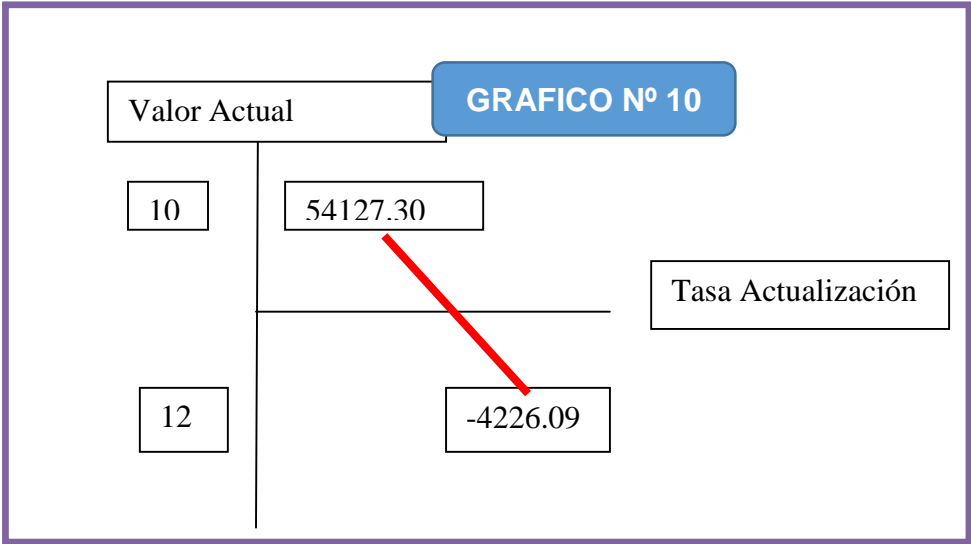 GRAFICO Nº 10
Valor Actual
10
54127.30
Tasa Actualización
12
-4226.09